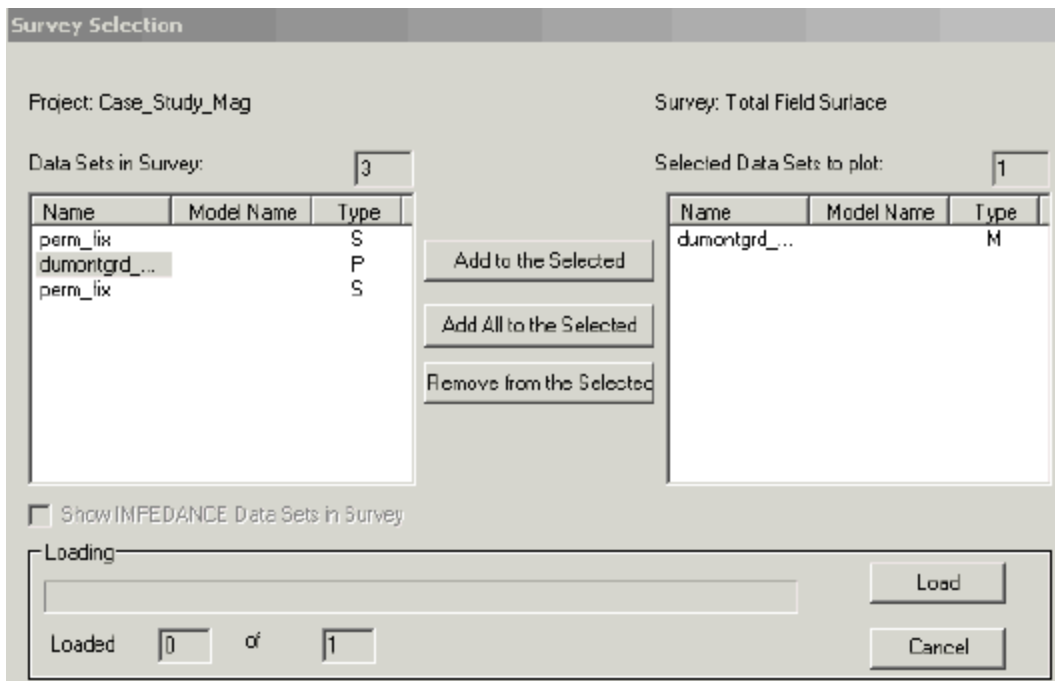 Survey Selection
Project: Case_Study_Mag
Survey: Total Field Surface
Data Sets in Survey: 3
Selected Data Sets to plot: 1
Name Model Name Type
perm_fix S
dumontgrd_... P
perm_fix S
Add to the Selected
Add All to the Selected
Remove from the Selected
Name Model Name Type
dumontgrd_... M
Show IMPEDANCE Data Sets in Survey
Loading
Load
Loaded 0 of 1
Cancel